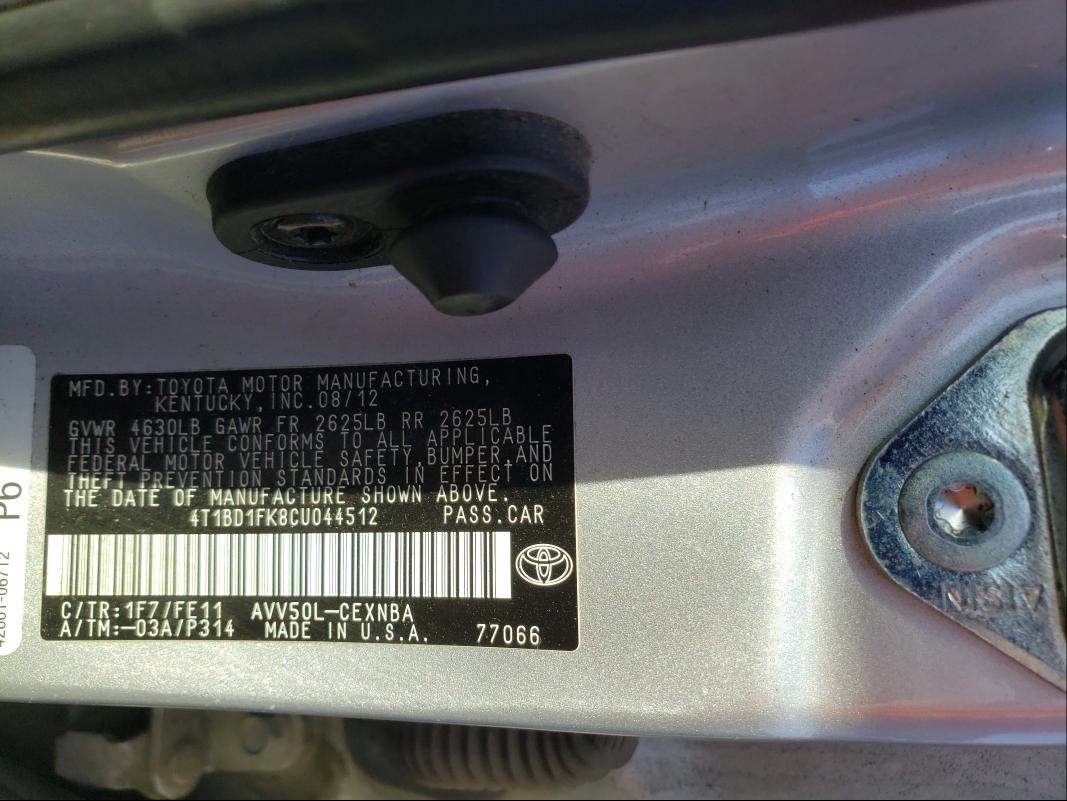 MFD. BY: TOYOTA MOTOR MANUFACTURING,
KENTUCKY, INC. 08/12
GVWR 4630LB GAWR FR 2625LB RR 2625LB
THIS VEHICLE CONFORMS TO ALL APPLICABLE
FEDERAL MOTOR VEHICLE SAFETY, BUMPER, AND
THEFT PREVENTION STANDARDS IN EFFECT ON
THE DATE OF MANUFACTURE SHOWN ABOVE.
4T1BD1FK8CU044512 PASS.CAR
C/TR: 1F7/FE11 AVV50L-CEXNBA
A/TM:-03A/P314 MADE IN U.S.A. 77066
P6
AISIN